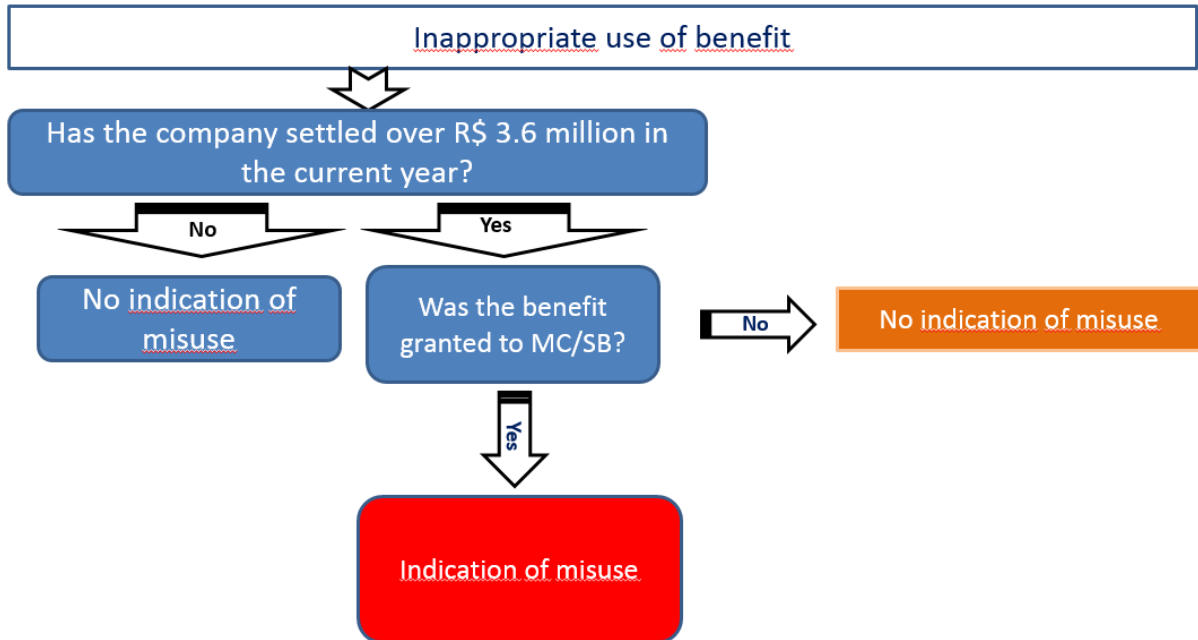 Inappropriate use of benefit
Has the company settled over R$ 3.6 million in
the current year?
No
Yes
No indication of
misuse
Was the benefit
granted to MC/SB?
No
No indication of misuse
Yes
Indication of misuse